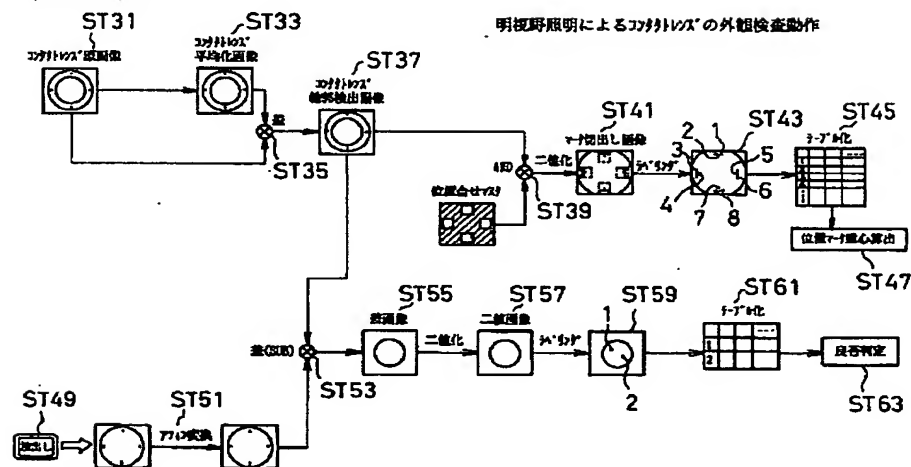 明視野照明によるコンタクトレンズの外観検査動作
ST31
コンタクトレンズ原画像
ST33
コンタクトレンズ
平均化画像
差
ST35
ST37
コンタクトレンズ
輪郭検出画像
AND
ST39
位置合せマスク
二値化
ST41
マーク切出し画像
ラベリング
ST43
1
2
3
4
5
6
7
8
ST45
テーブル化
位置マーク重心算出
ST47
ST49
ST51
アフィン変換
差(SUB)
ST53
ST55
差画像
二値化
ST57
二値画像
ラベリング
ST59
1
2
ST61
テーブル化
1
2
良否判定
ST63